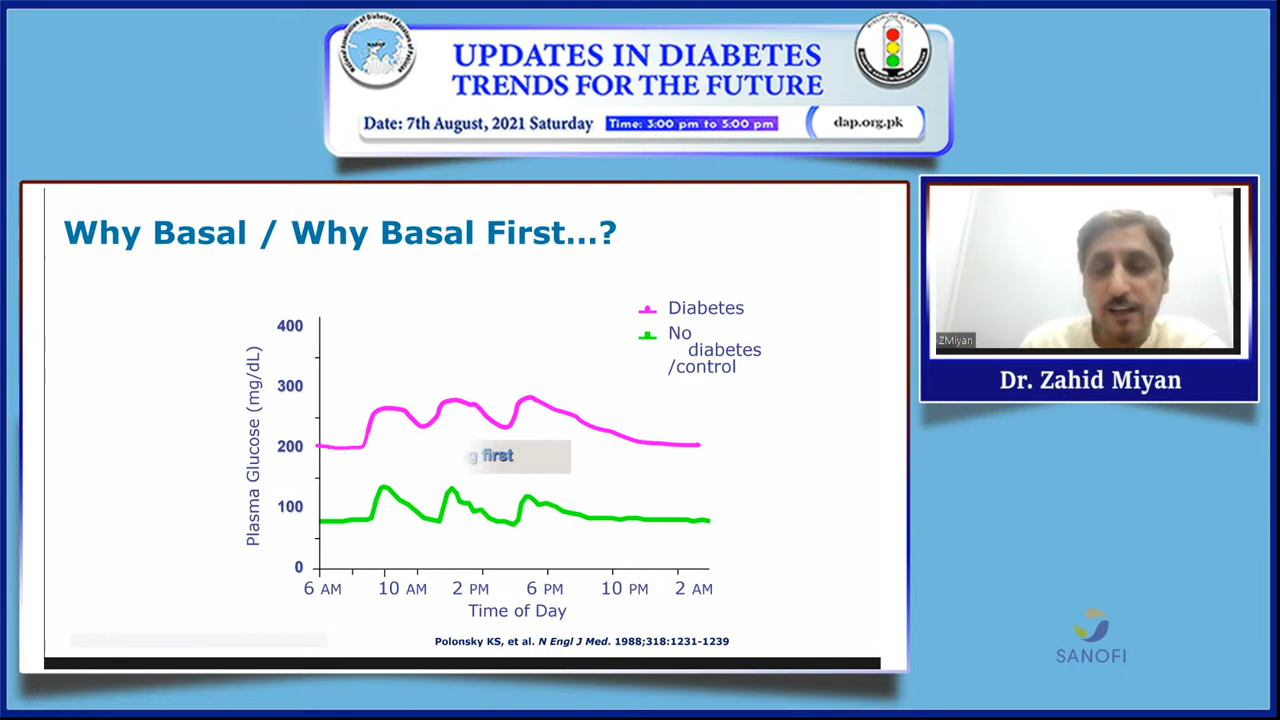 UPDATES IN DIABETES
TRENDS FOR THE FUTURE
Date: 7th August, 2021 Saturday
Time: 3:00 pm to 5:00 pm
dap.org.pk
Why Basal / Why Basal First...?
Diabetes
No
diabetes
/control
400
300
200
100
0
Plasma Glucose (mg/dL)
g first
6 AM
10 AM
2 PM
6 PM
10 PM
2 AM
Time of Day
Polonsky KS, et al. N Engl J Med. 1988;318:1231-1239
ZMiyan
Dr. Zahid Miyan
SANOFI